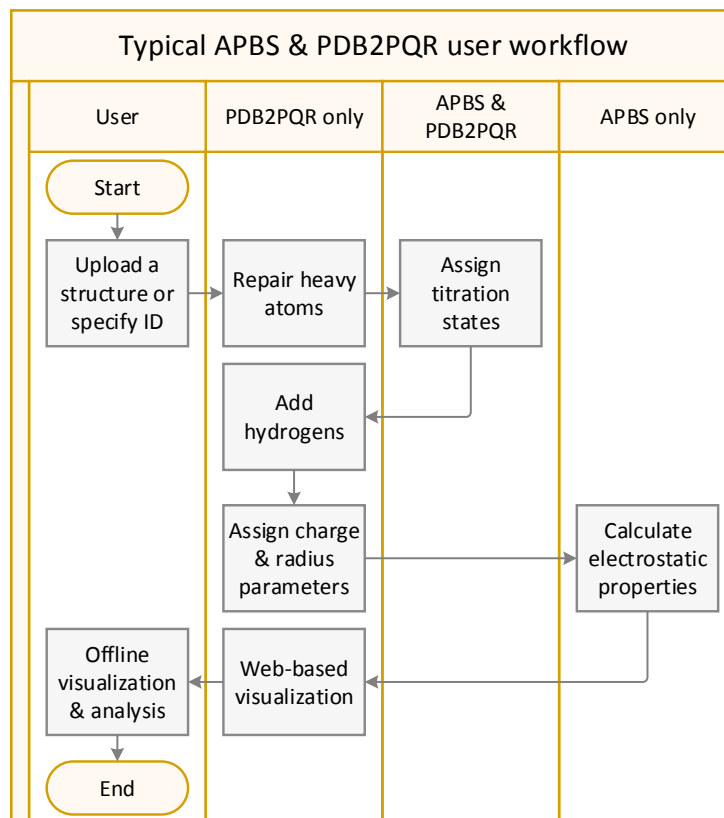 Typical APBS & PDB2PQR user workflow
User
PDB2PQR only
APBS &
PDB2PQR
APBS only
Start
Upload a
structure or
specify ID
Repair heavy
atoms
Assign
titration
states
Add
hydrogens
Assign charge
& radius
parameters
Calculate
electrostatic
properties
Offline
visualization
& analysis
Web-based
visualization
End